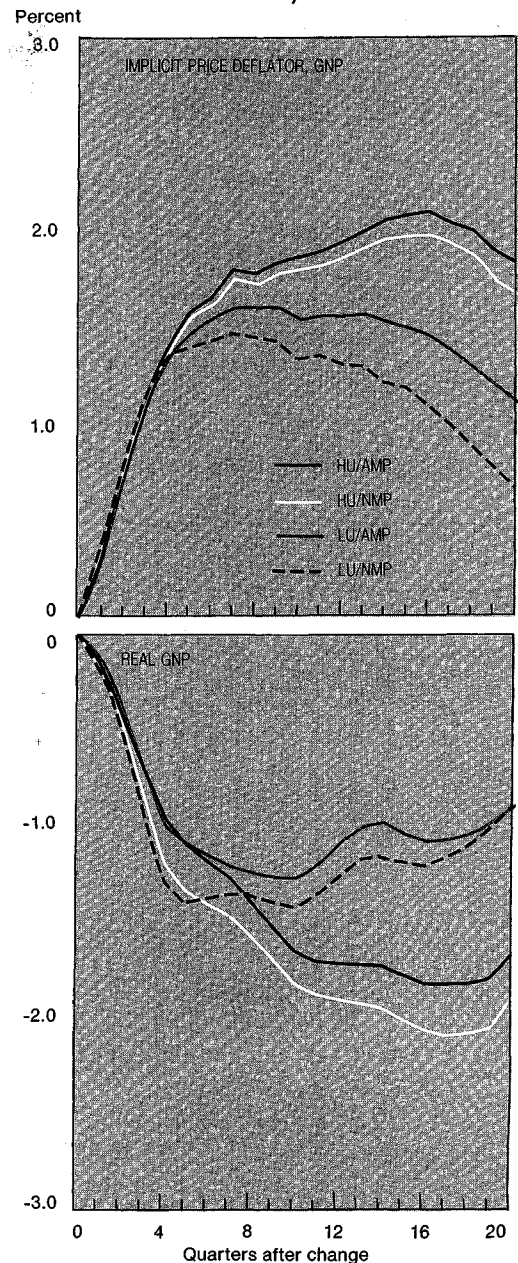 Percent
3.0
IMPLICIT PRICE DEFLATOR, GNP
2.0
1.0
HU/AMP
HU/NMP
LU/AMP
LU/NMP
0
0
REAL GNP
-1.0
-2.0
-3.0
0 4 8 12 16 20
Quarters after change